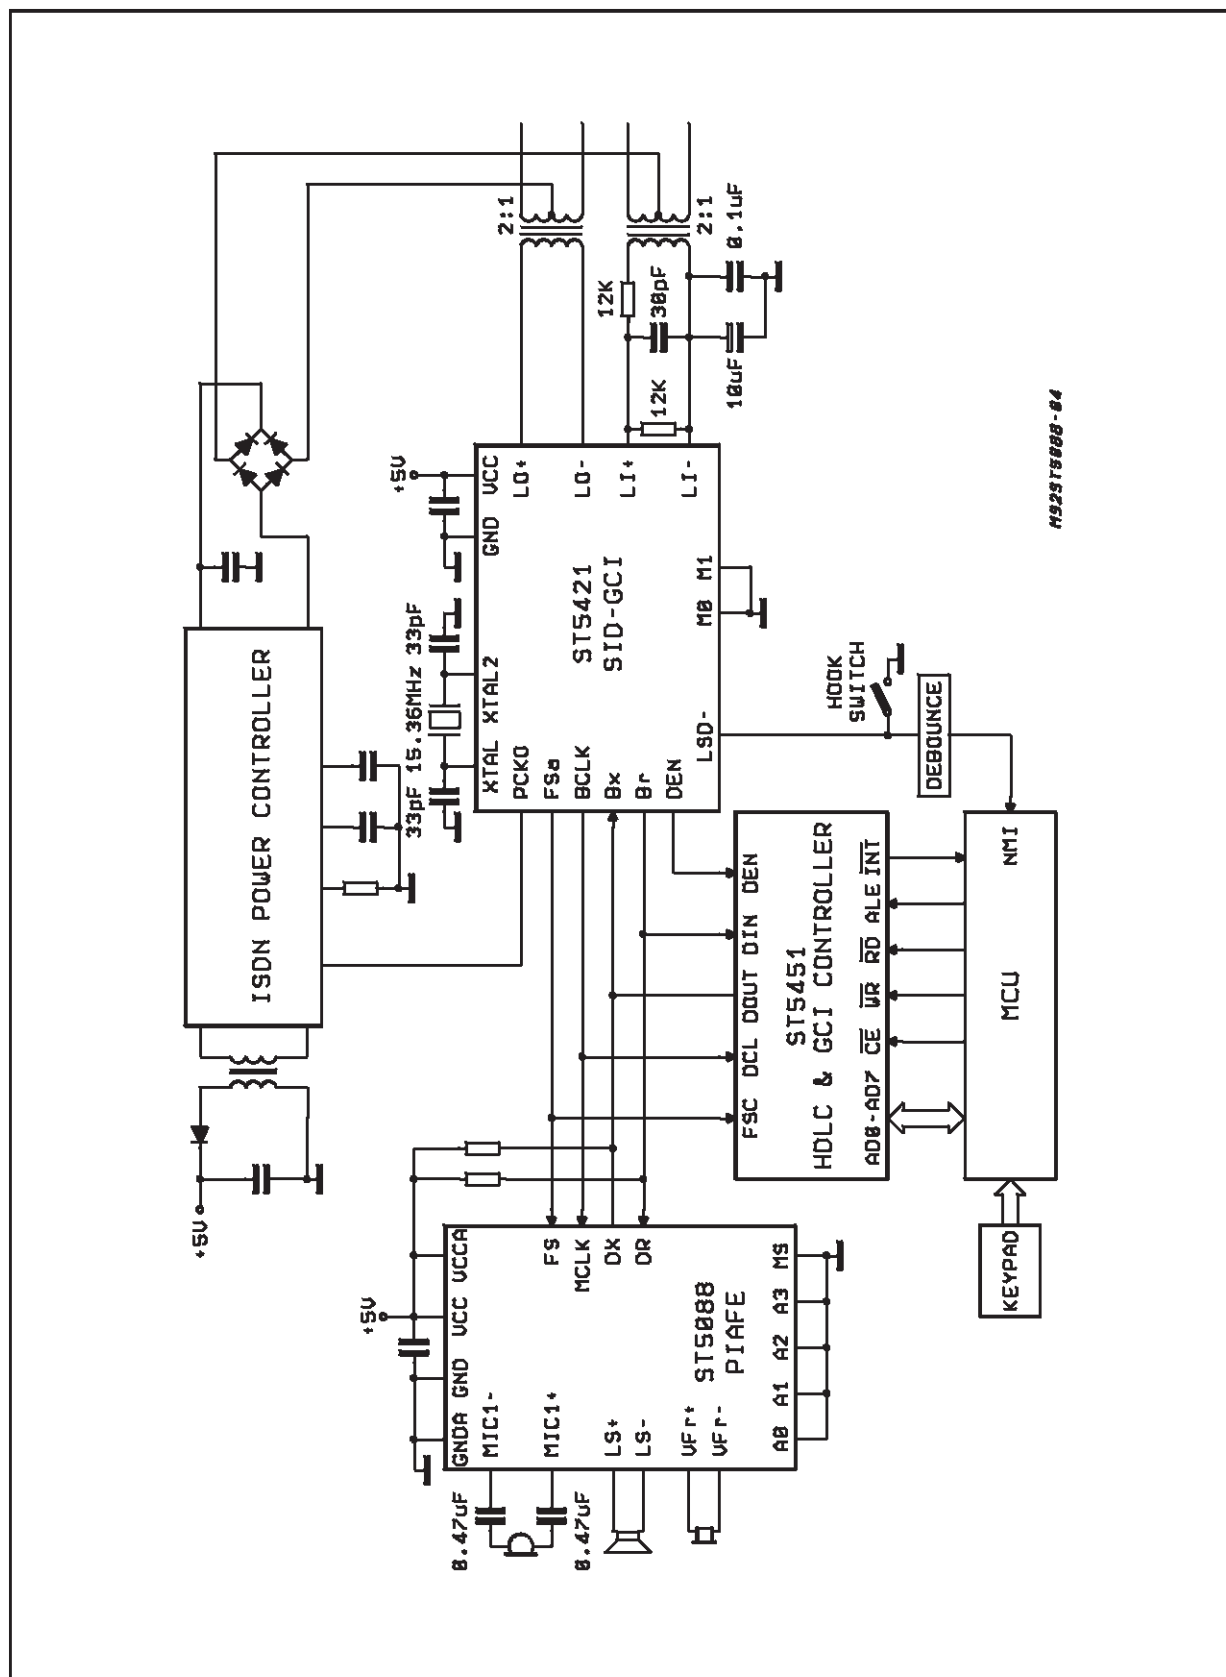 +5V
ISDN POWER CONTROLLER
2:1
2:1
0.1uF
12K
30pF
12K
10uF
+5V
33pF 15.36MHz 33pF
XTAL XTAL2
GND VCC
PCKO
FSa
BCLK
Bx
Br
DEN
LSD-
LO+
LO-
LI+
LI-
M0 M1
ST5421
SID-GCI
HOOK
SWITCH
DEBOUNCE
+5V
GNDA GND VCC VCCA
MIC1-
MIC1+
LS+
LS-
VFr+
VFr-
0.47uF
0.47uF
FS
MCLK
DX
DR
ST5088
PIAFE
A0 A1 A2 A3 MS
FSC DCL DOUT DIN DEN
ST5451
HDLC & GCI CONTROLLER
AD0-AD7 CE WR RD ALE INT
NMI
MCU
KEYPAD
M92ST5088-04